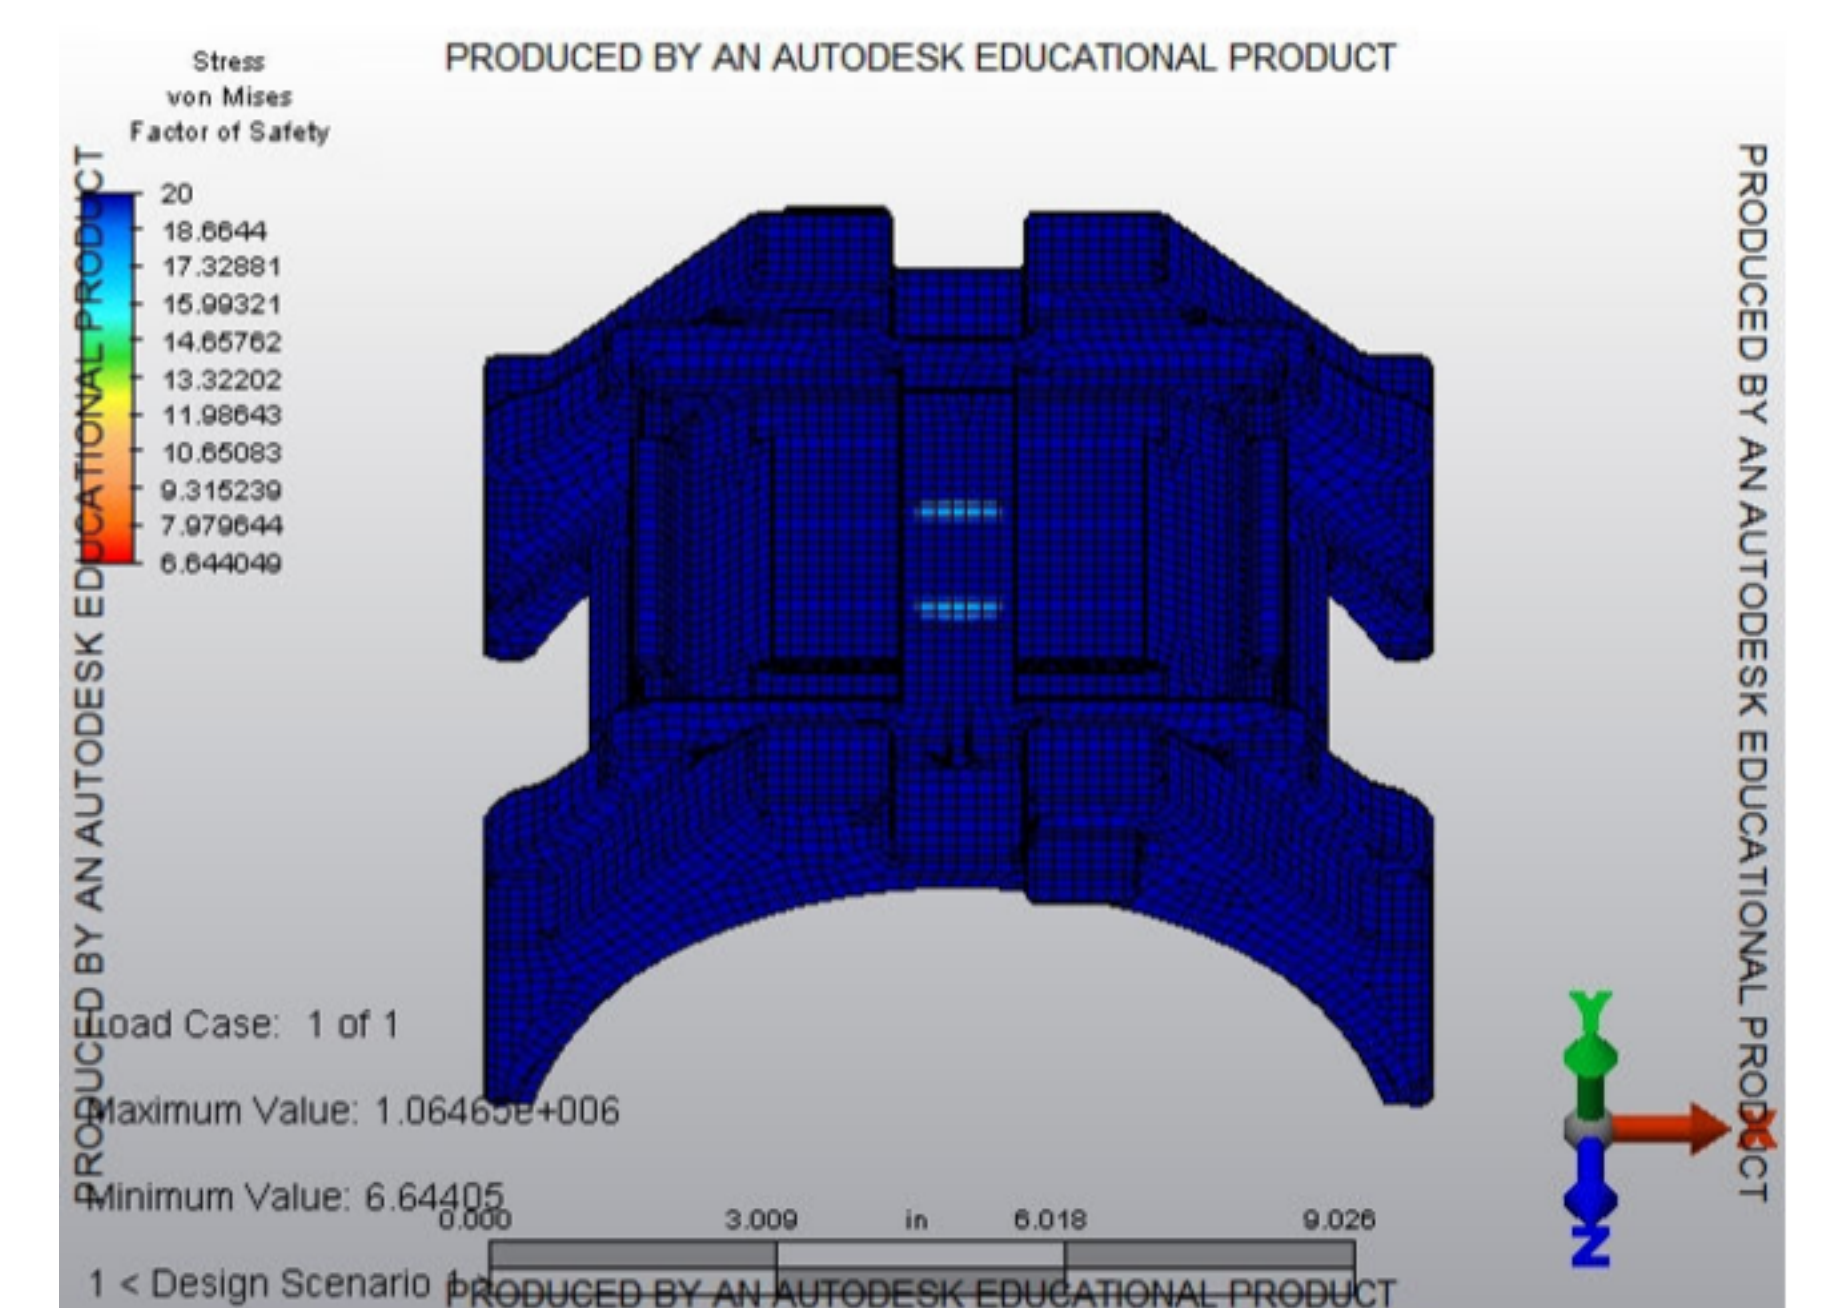 PRODUCED BY AN AUTODESK EDUCATIONAL PRODUCT
Stress
von Mises
Factor of Safety
20
18.6644
17.32881
15.99321
14.65762
13.32202
11.98643
10.65083
9.315239
7.979644
6.644049
PRODUCED BY AN AUTODESK EDUCATIONAL PRODUCT
PRODUCED BY AN AUTODESK EDUCATIONAL PRODUCT
Load Case: 1 of 1
Maximum Value: 1.06465e+006
Minimum Value: 6.64405
0.000 3.009 in 6.018 9.026
1 < Design Scenario 1 >
PRODUCED BY AN AUTODESK EDUCATIONAL PRODUCT
Y
X
Z